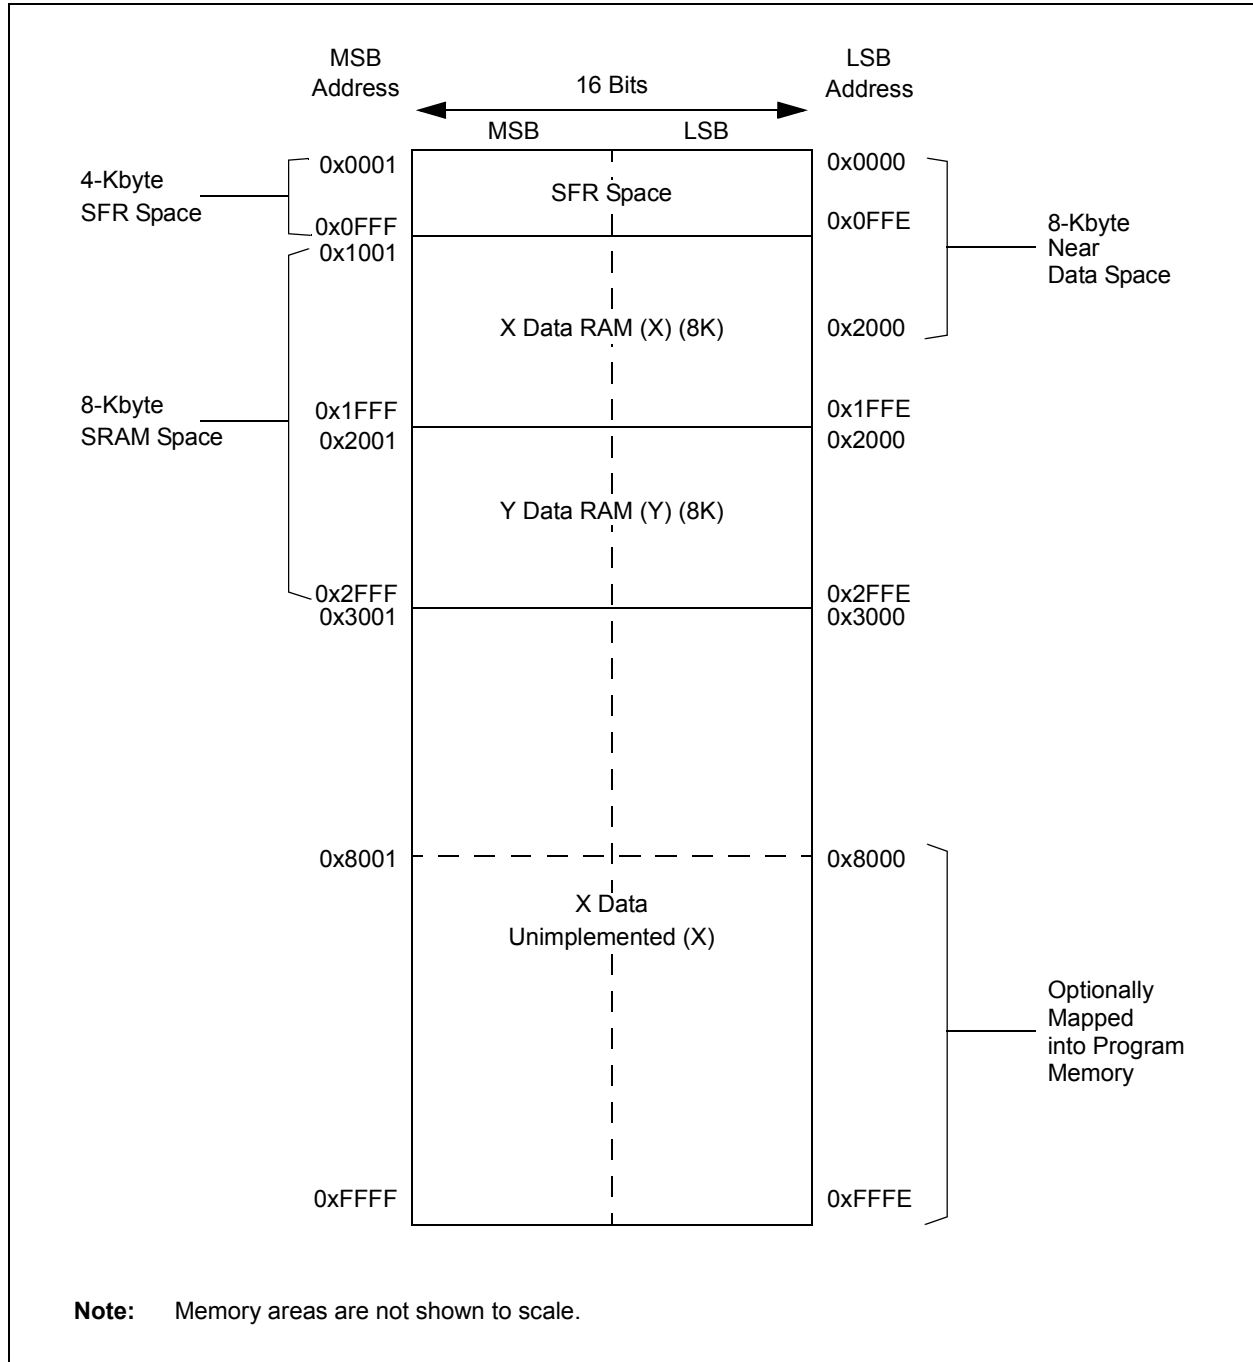 MSB
Address
LSB
Address
16 Bits
MSB
LSB
0x0001
0x0000
4-Kbyte
SFR Space
SFR Space
0x0FFF
0x0FFE
8-Kbyte
Near
Data Space
0x1001
X Data RAM (X) (8K)
0x2000
8-Kbyte
SRAM Space
0x1FFF
0x1FFE
0x2001
0x2000
Y Data RAM (Y) (8K)
0x2FFF
0x2FFE
0x3001
0x3000
0x8001
0x8000
X Data
Unimplemented (X)
Optionally
Mapped
into Program
Memory
0xFFFF
0xFFFE
Note: Memory areas are not shown to scale.